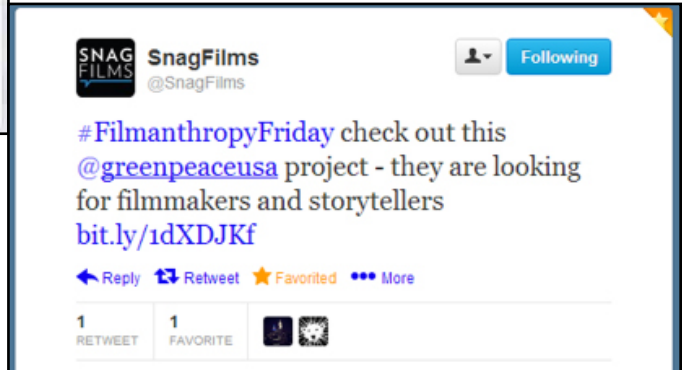 SNAG
FILMS
SnagFilms
@SnagFilms
Following
#FilmanthropyFriday check out this
@greenpeaceusa project - they are looking
for filmmakers and storytellers
bit.ly/1dXDJKf
Reply Retweet Favorited More
1 1
RETWEET FAVORITE